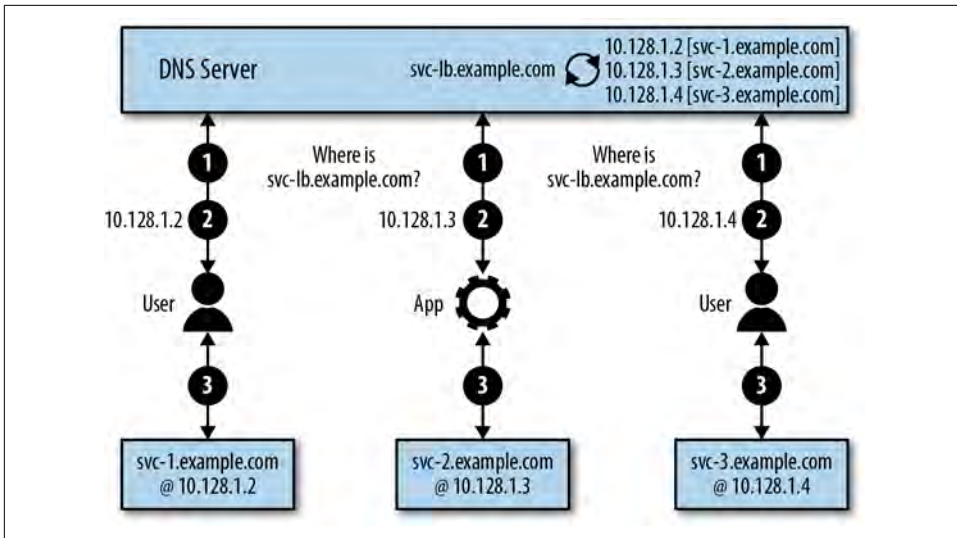 DNS Server
svc-lb.example.com
10.128.1.2 [svc-1.example.com]
10.128.1.3 [svc-2.example.com]
10.128.1.4 [svc-3.example.com]
1
Where is
svc-lb.example.com?
1
Where is
svc-lb.example.com?
1
10.128.1.2
2
10.128.1.3
2
10.128.1.4
2
User
App
User
3
3
3
svc-1.example.com
@ 10.128.1.2
svc-2.example.com
@ 10.128.1.3
svc-3.example.com
@ 10.128.1.4